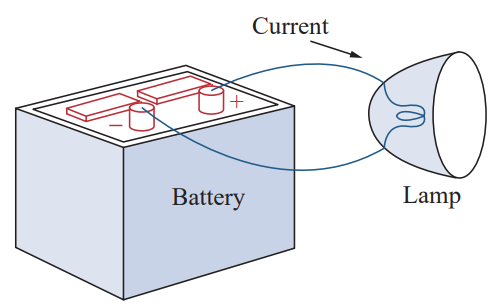 Current
+
−
Battery
Lamp